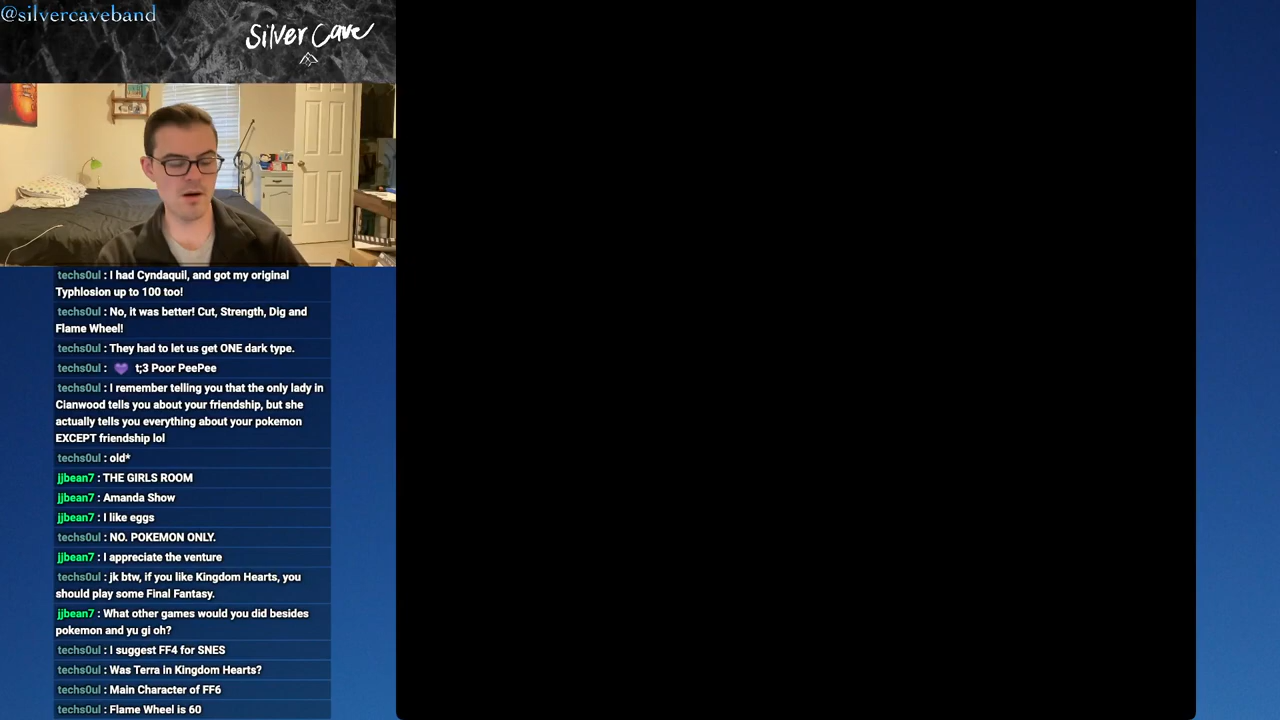 @silvercaveband
Silver Cave
techs0ul : I had Cyndaquil, and got my original
Typhlosion up to 100 too!
techs0ul : No, it was better! Cut, Strength, Dig and
Flame Wheel!
techs0ul : They had to let us get ONE dark type.
techs0ul : t;3 Poor PeePee
techs0ul : I remember telling you that the only lady in
Cianwood tells you about your friendship, but she
actually tells you everything about your pokemon
EXCEPT friendship lol
techs0ul : old*
jjbean7 : THE GIRLS ROOM
jjbean7 : Amanda Show
jjbean7 : I like eggs
techs0ul : NO. POKEMON ONLY.
jjbean7 : I appreciate the venture
techs0ul : jk btw, if you like Kingdom Hearts, you
should play some Final Fantasy.
jjbean7 : What other games would you did besides
pokemon and yu gi oh?
techs0ul : I suggest FF4 for SNES
techs0ul : Was Terra in Kingdom Hearts?
techs0ul : Main Character of FF6
techs0ul : Flame Wheel is 60